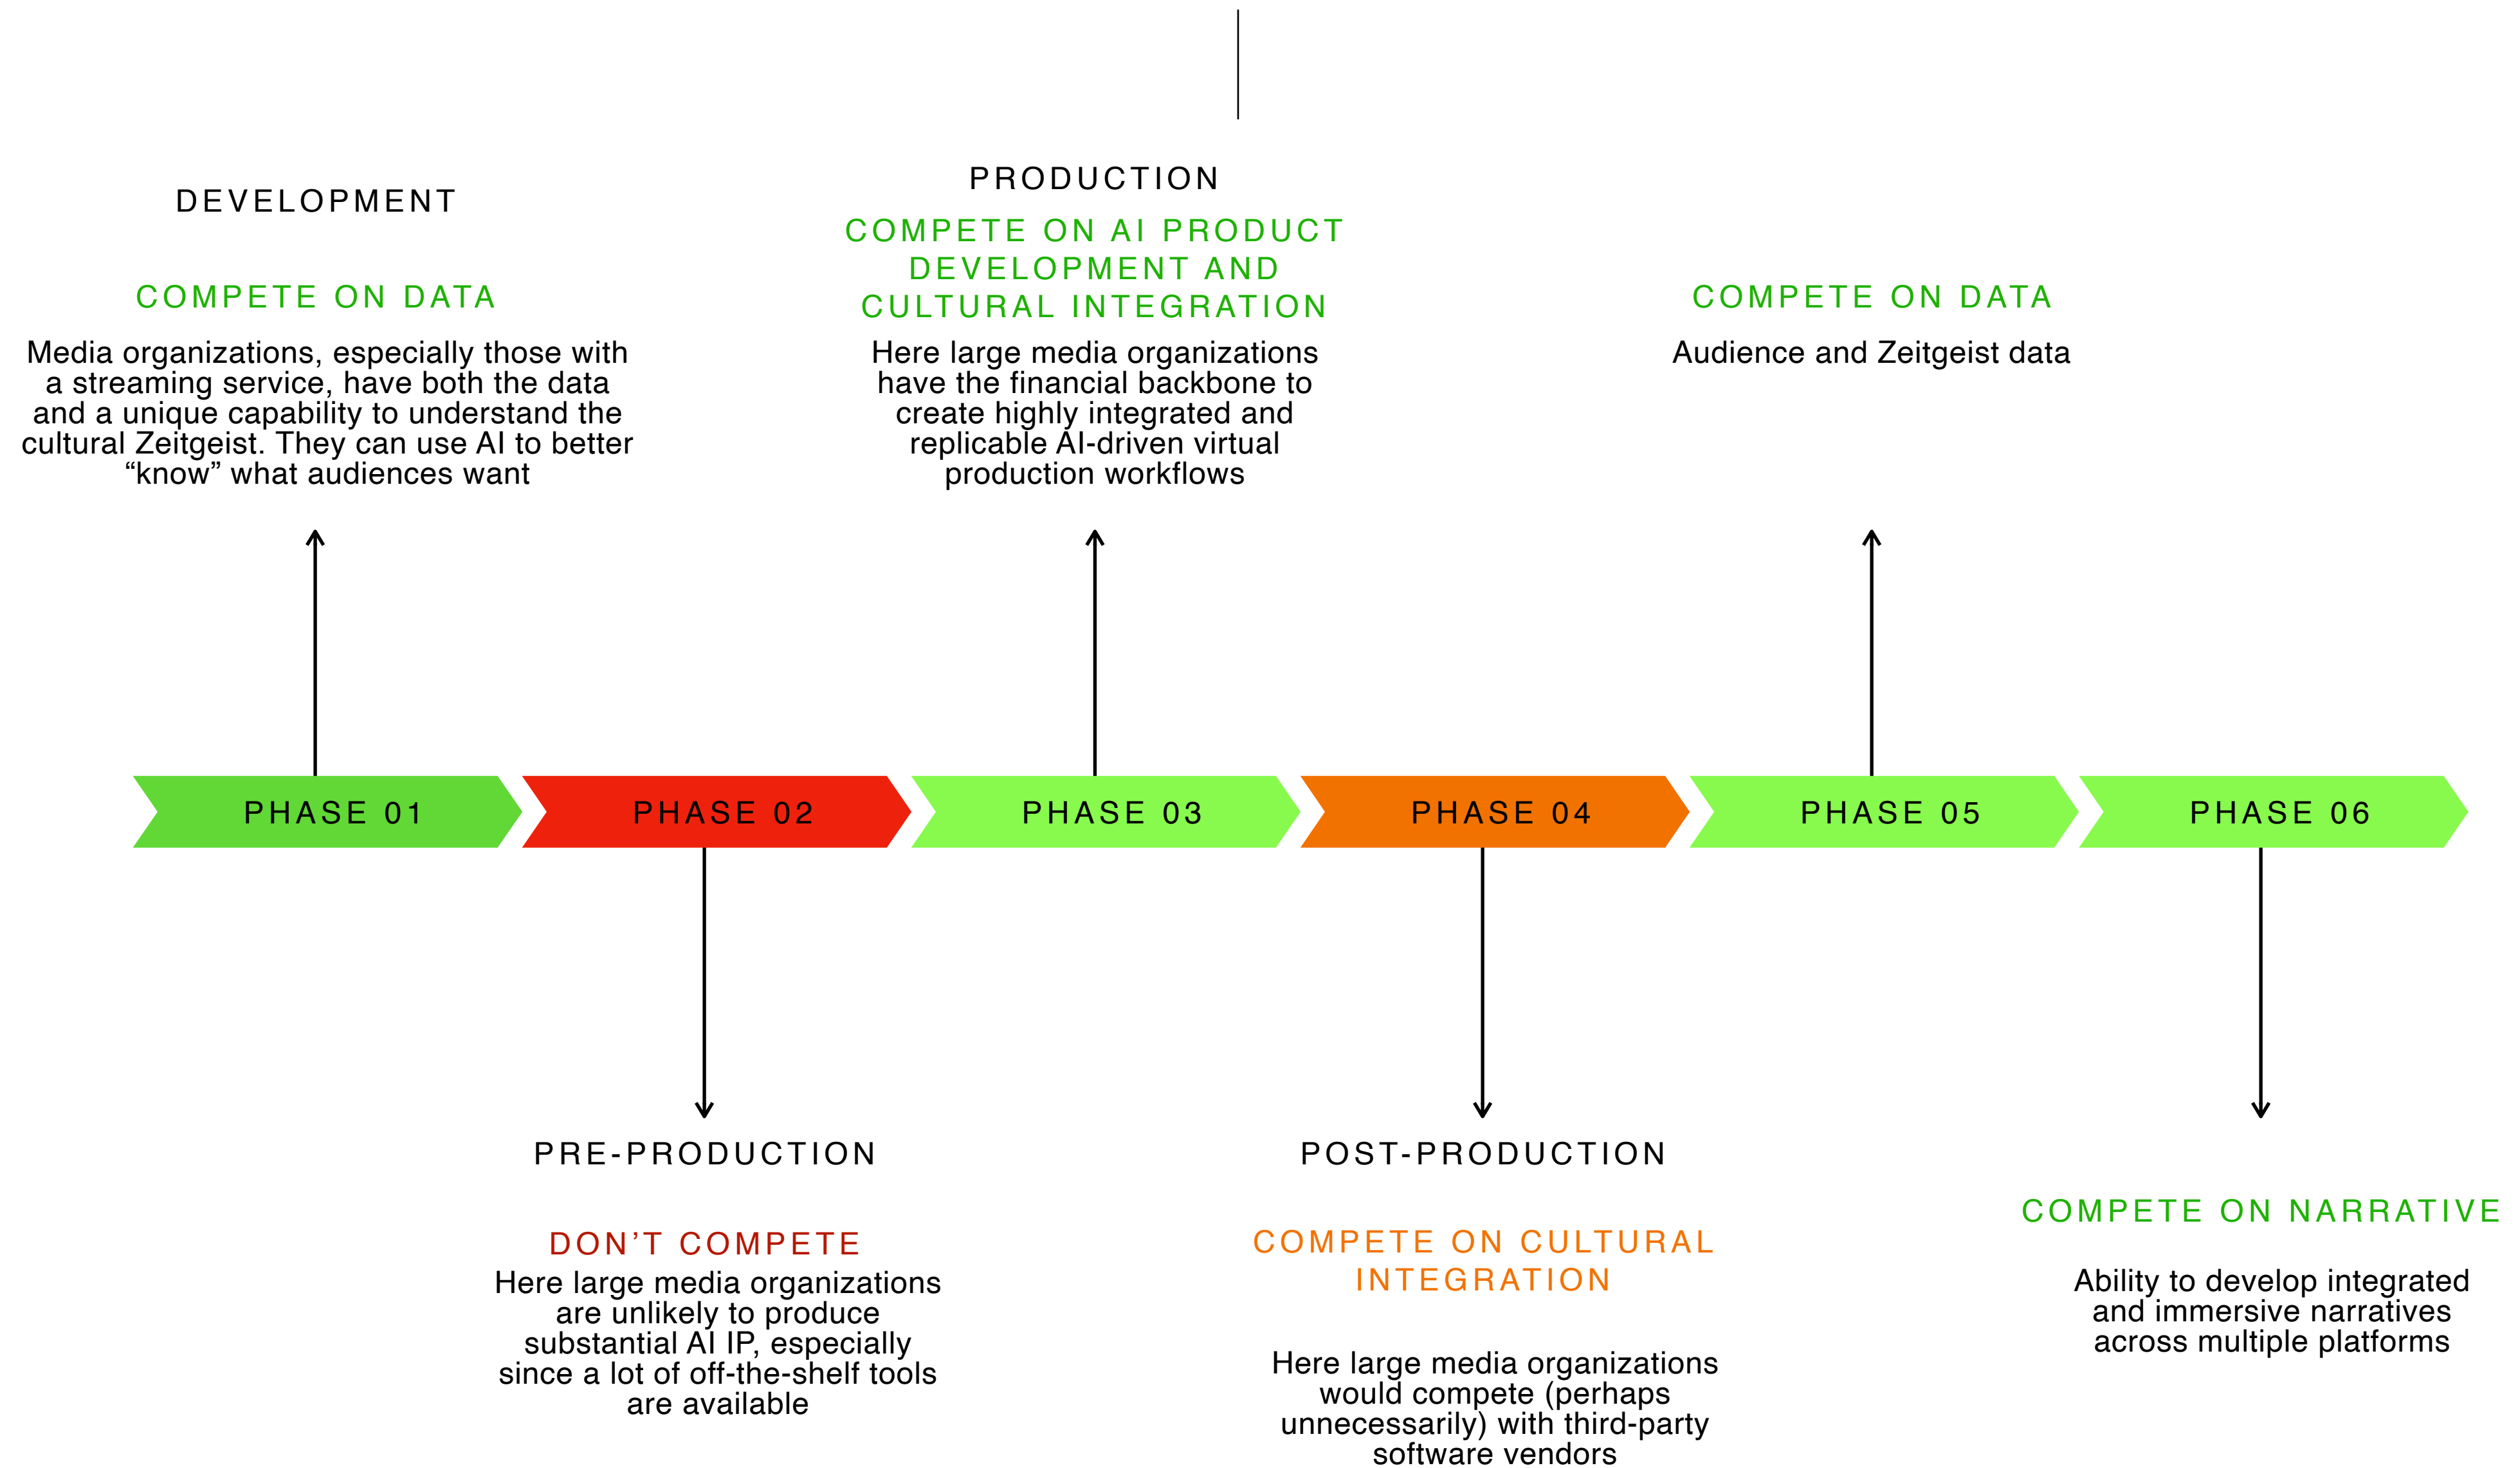 DEVELOPMENT
COMPETE ON DATA
Media organizations, especially those with
a streaming service, have both the data
and a unique capability to understand the
cultural Zeitgeist. They can use AI to better
“know” what audiences want
PRODUCTION
COMPETE ON AI PRODUCT
DEVELOPMENT AND
CULTURAL INTEGRATION
Here large media organizations
have the financial backbone to
create highly integrated and
replicable AI-driven virtual
production workflows
COMPETE ON DATA
Audience and Zeitgeist data
PHASE 01
PHASE 02
PHASE 03
PHASE 04
PHASE 05
PHASE 06
PRE-PRODUCTION
DON’T COMPETE
Here large media organizations
are unlikely to produce
substantial AI IP, especially
since a lot of off-the-shelf tools
are available
POST-PRODUCTION
COMPETE ON CULTURAL
INTEGRATION
Here large media organizations
would compete (perhaps
unnecessarily) with third-party
software vendors
COMPETE ON NARRATIVE
Ability to develop integrated
and immersive narratives
across multiple platforms